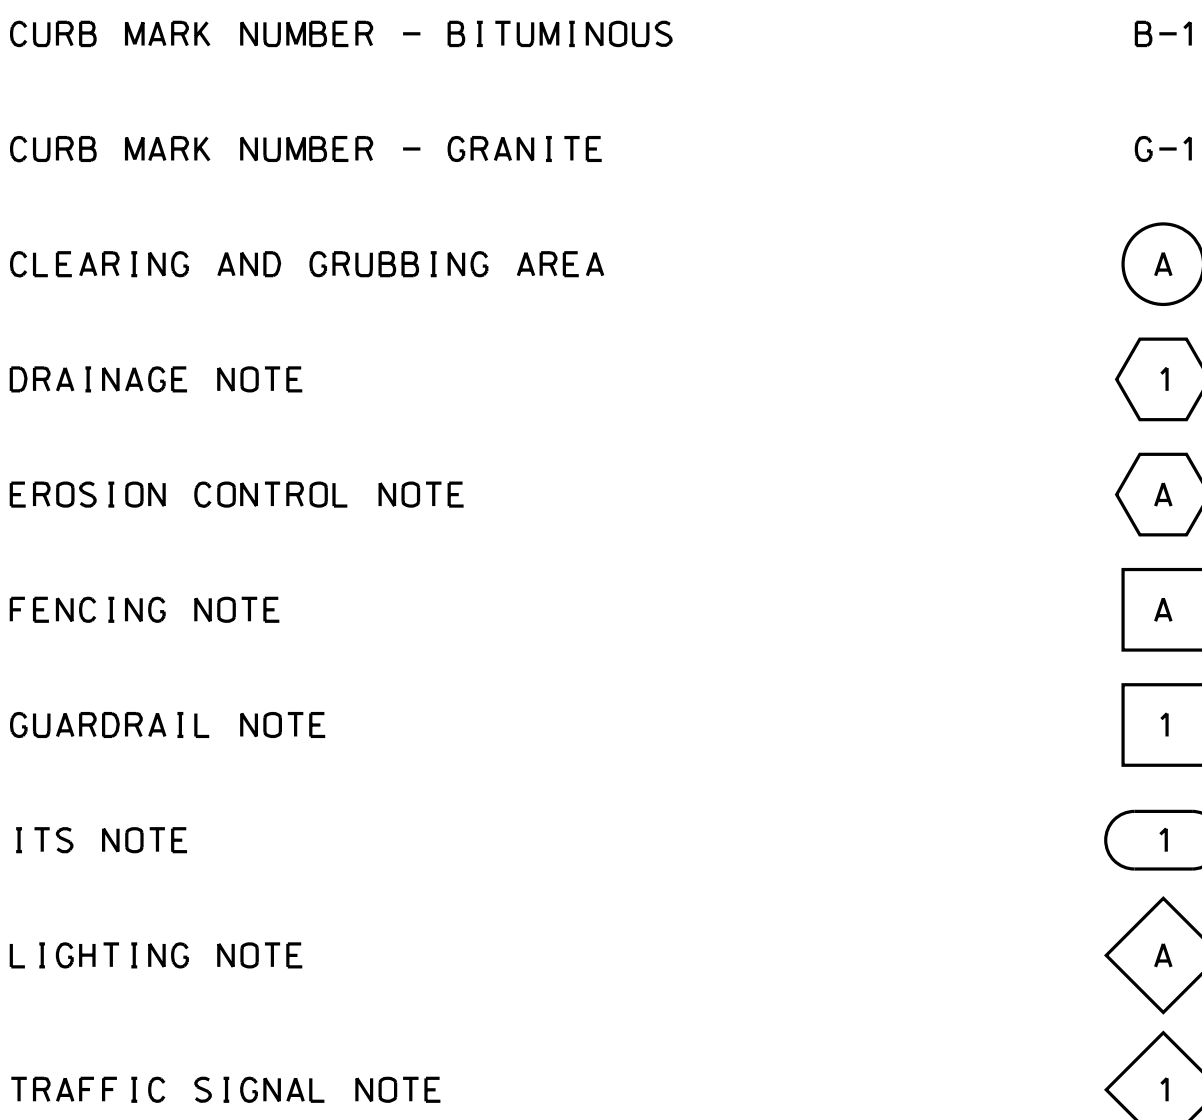 CURB MARK NUMBER - BITUMINOUS B-1
CURB MARK NUMBER - GRANITE G-1
CLEARING AND GRUBBING AREA A
DRAINAGE NOTE 1
EROSION CONTROL NOTE A
FENCING NOTE A
GUARDRAIL NOTE 1
ITS NOTE 1
LIGHTING NOTE A
TRAFFIC SIGNAL NOTE 1